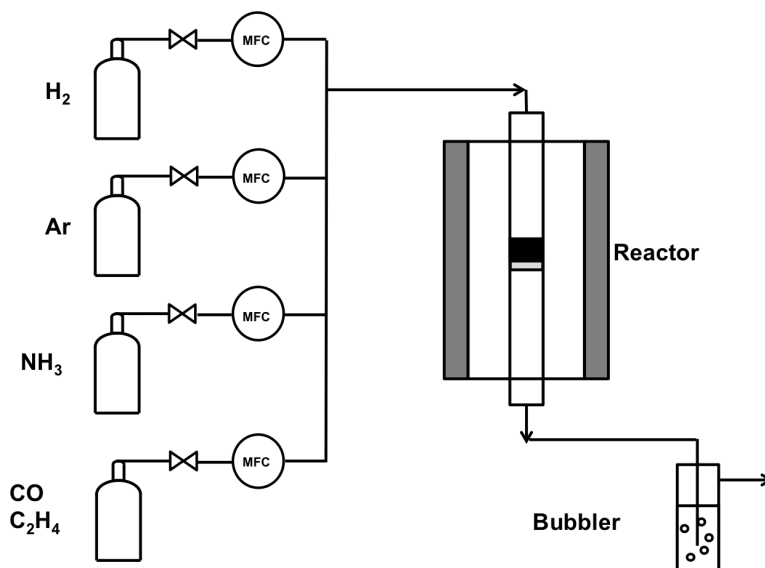 MFC
H₂
MFC
Ar
MFC
NH₃
MFC
CO
C₂H₄
Reactor
Bubbler